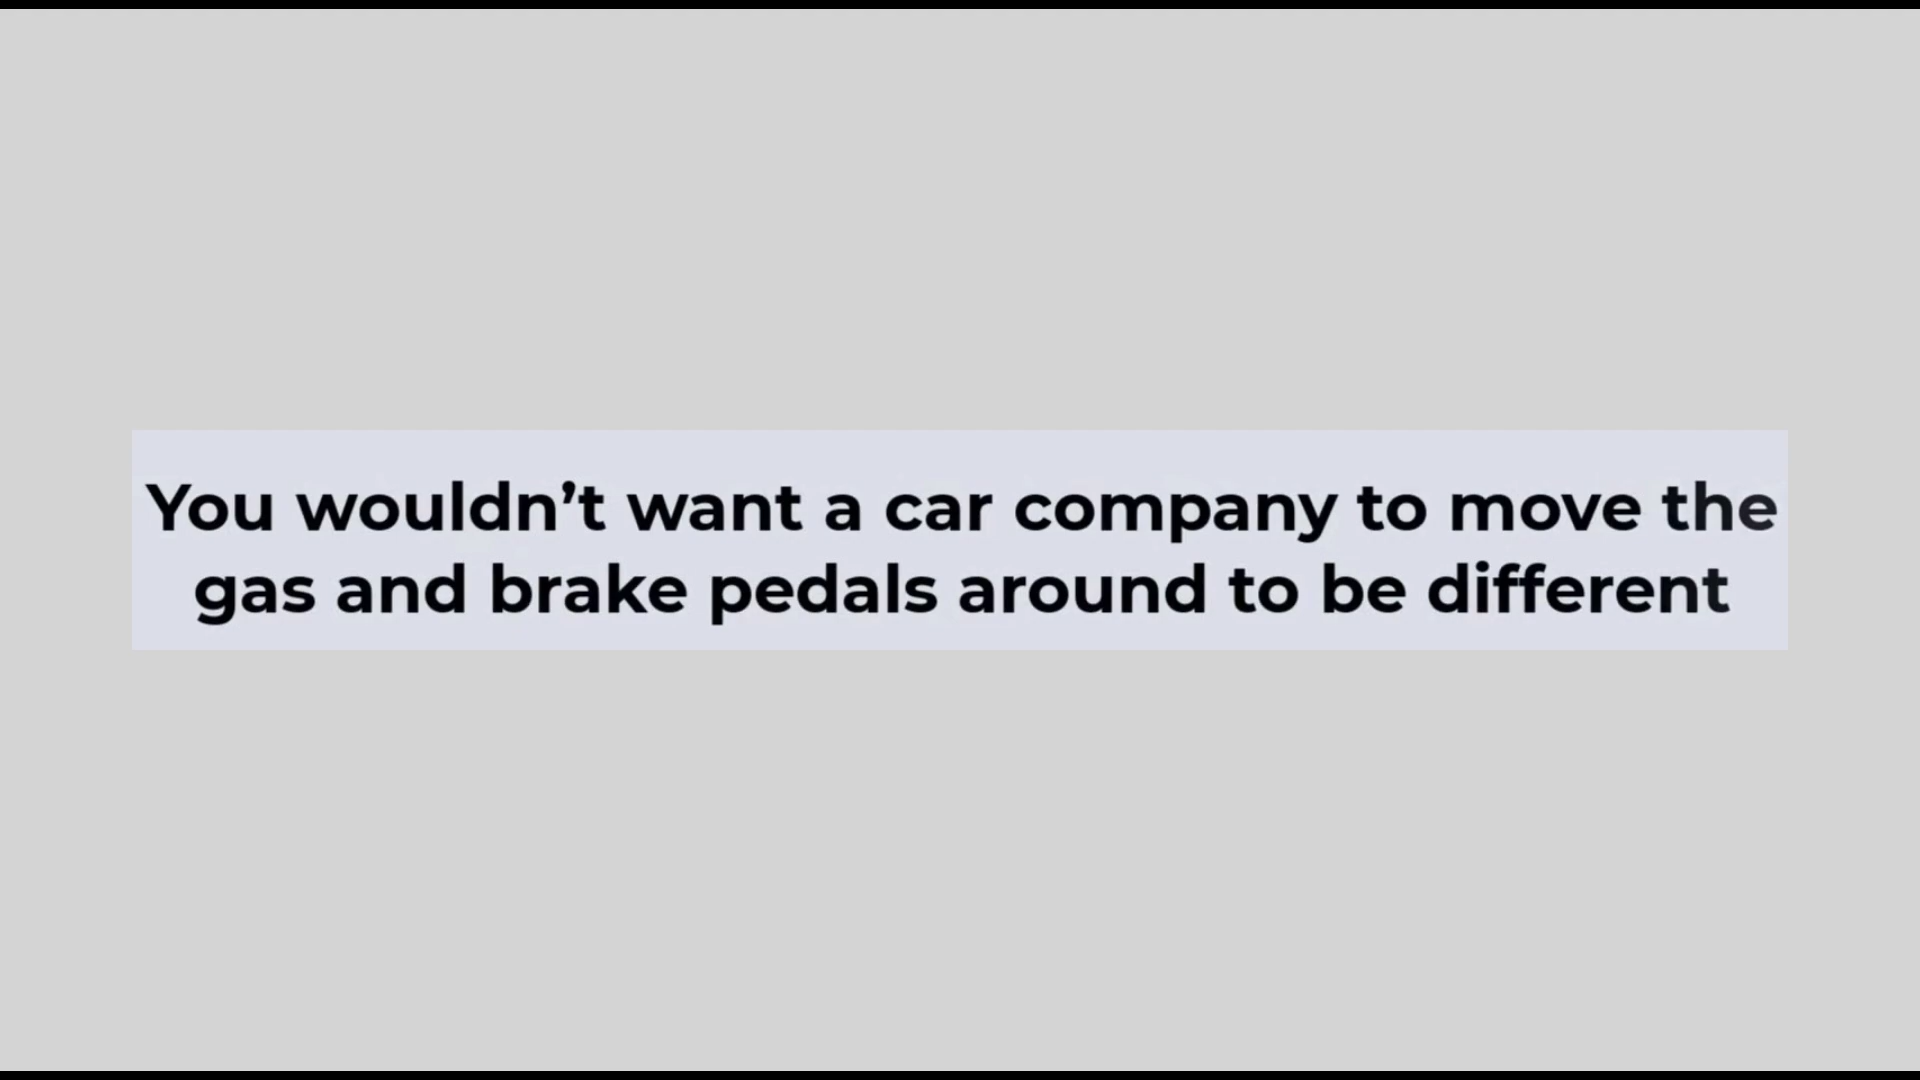 You wouldn’t want a car company to move the
gas and brake pedals around to be different